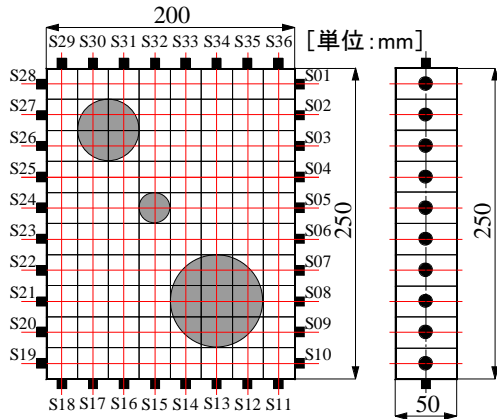 200
[単位:mm]
S29 S30 S31 S32 S33 S34 S35 S36
S28 S01
S27 S02
S26 S03
S25 S04
S24 S05
S23 S06
S22 S07
S21 S08
S20 S09
S19 S10
S18 S17 S16 S15 S14 S13 S12 S11
250
250
50